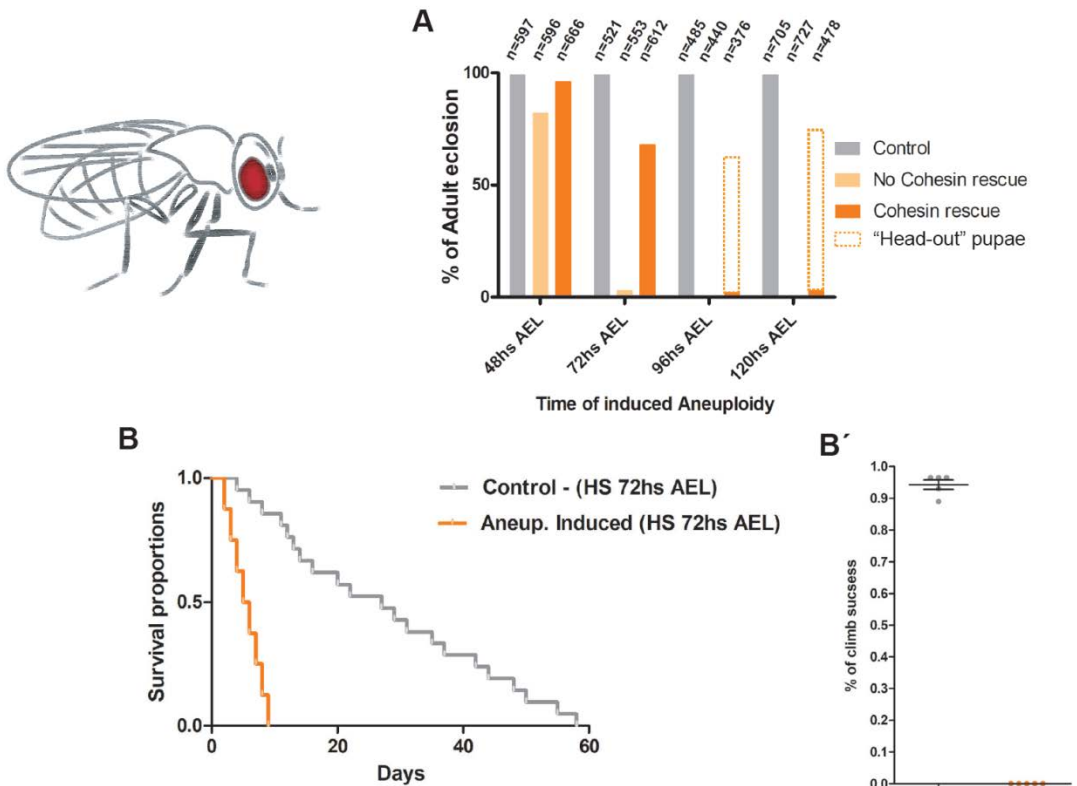 A
n=597
n=596
n=666
n=521
n=553
n=612
n=485
n=440
n=376
n=705
n=727
n=478
100
50
0
% of Adult eclosion
48hs AEL
72hs AEL
96hs AEL
120hs AEL
Time of induced Aneuploidy
Control
No Cohesin rescue
Cohesin rescue
"Head-out" pupae
B
1.0
0.5
0.0
Survival proportions
0
20
40
60
Days
Control - (HS 72hs AEL)
Aneup. Induced (HS 72hs AEL)
B´
1.0
0.9
0.8
0.7
0.6
0.5
0.4
0.3
0.2
0.1
0.0
% of climb sucsess